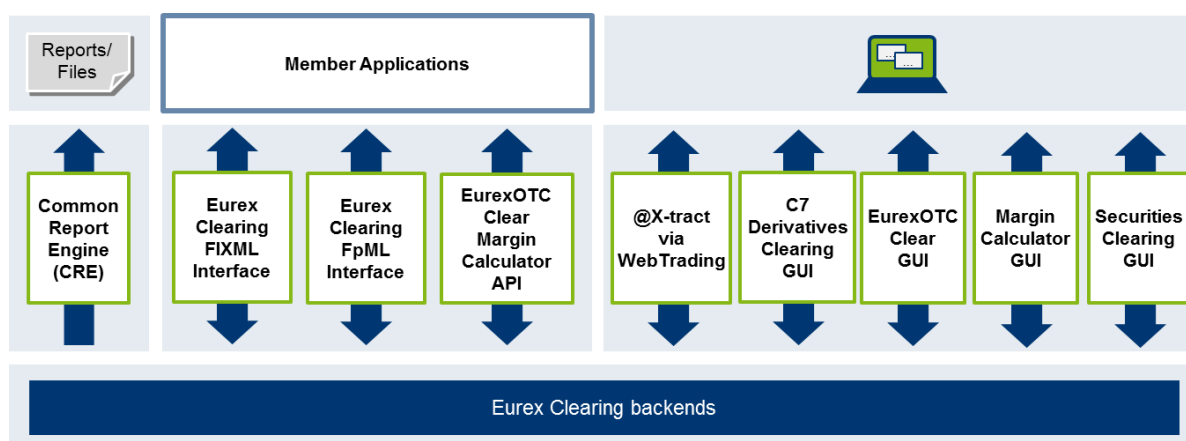 Reports/
Files
Member Applications
...
...
Common
Report
Engine
(CRE)
Eurex
Clearing
FIXML
Interface
Eurex
Clearing
FpML
Interface
EurexOTC
Clear
Margin
Calculator
API
@X-tract
via
WebTrading
C7
Derivatives
Clearing
GUI
EurexOTC
Clear
GUI
Margin
Calculator
GUI
Securities
Clearing
GUI
Eurex Clearing backends